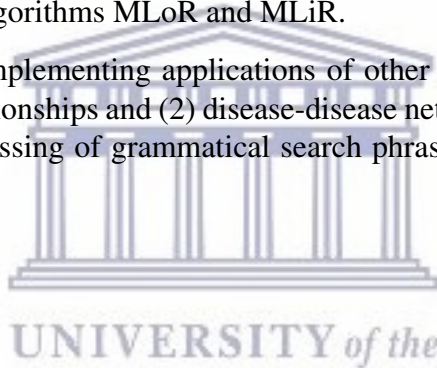 gorithms MLoR and MLiR.
mplementing applications of other
onships and (2) disease-disease net
ssing of grammatical search phras
UNIVERSITY of the